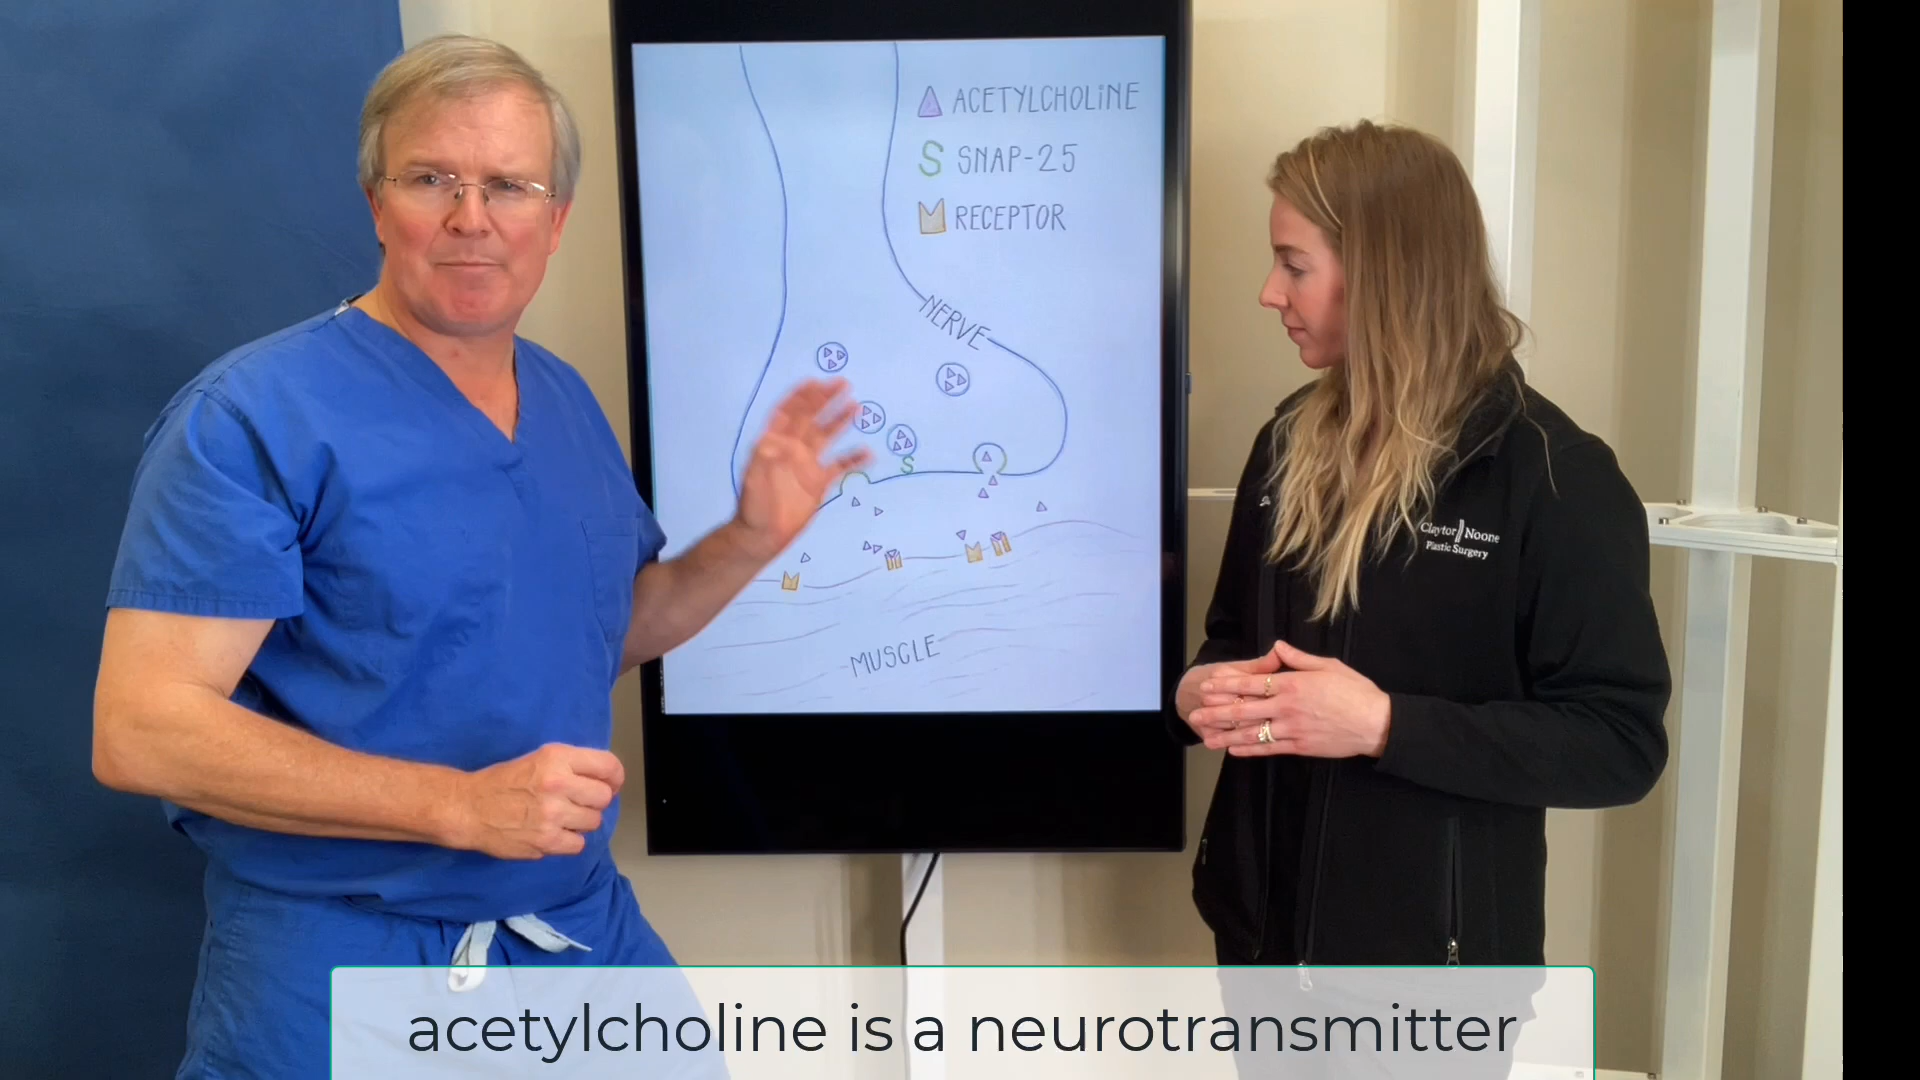 ACETYLCHOLINE
S SNAP-25
RECEPTOR
NERVE
S
MUSCLE
Claytor Noone
Plastic Surgery
acetylcholine is a neurotransmitter